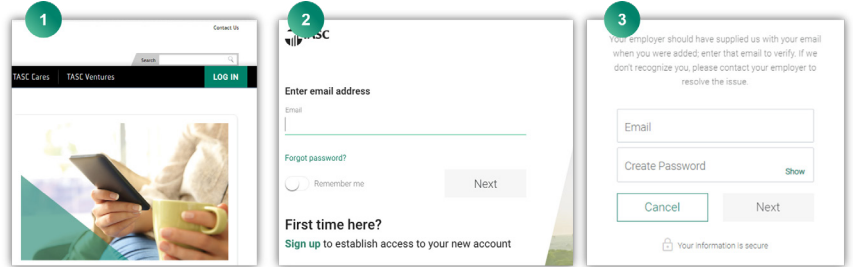 1
Contact Us
Search
TASC Cares
TASC Ventures
LOG IN
2
TASC
Enter email address
Email
Forgot password?
Remember me
Next
First time here?
Sign up to establish access to your new account
3
Your employer should have supplied us with your email
when you were added; enter that email to verify. If we
don't recognize you, please contact your employer to
resolve the issue.
Email
Create Password
Show
Cancel
Next
Your information is secure